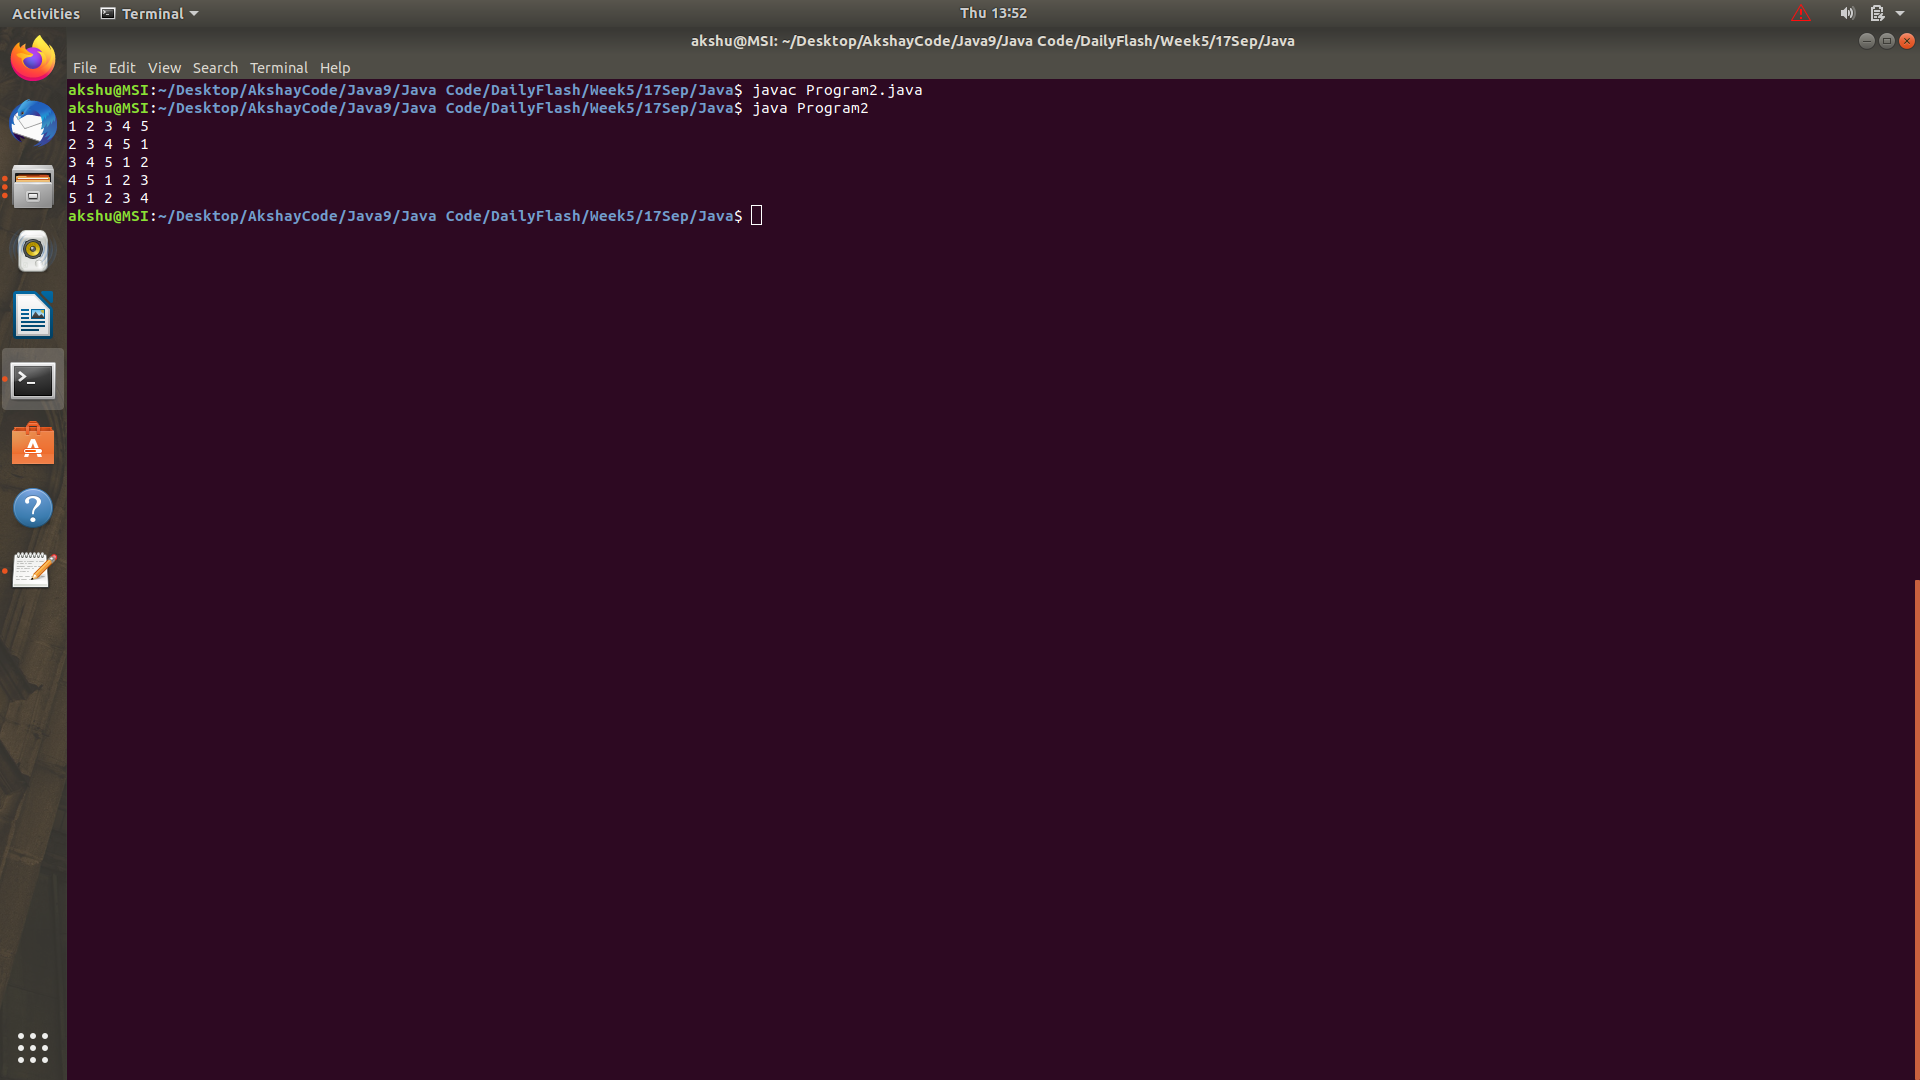 Activities Terminal Thu 13:52
akshu@MSI: ~/Desktop/AkshayCode/Java9/Java Code/DailyFlash/Week5/17Sep/Java
File Edit View Search Terminal Help
akshu@MSI:~/Desktop/AkshayCode/Java9/Java Code/DailyFlash/Week5/17Sep/Java$ javac Program2.java
akshu@MSI:~/Desktop/AkshayCode/Java9/Java Code/DailyFlash/Week5/17Sep/Java$ java Program2
1 2 3 4 5
2 3 4 5 1
3 4 5 1 2
4 5 1 2 3
5 1 2 3 4
akshu@MSI:~/Desktop/AkshayCode/Java9/Java Code/DailyFlash/Week5/17Sep/Java$